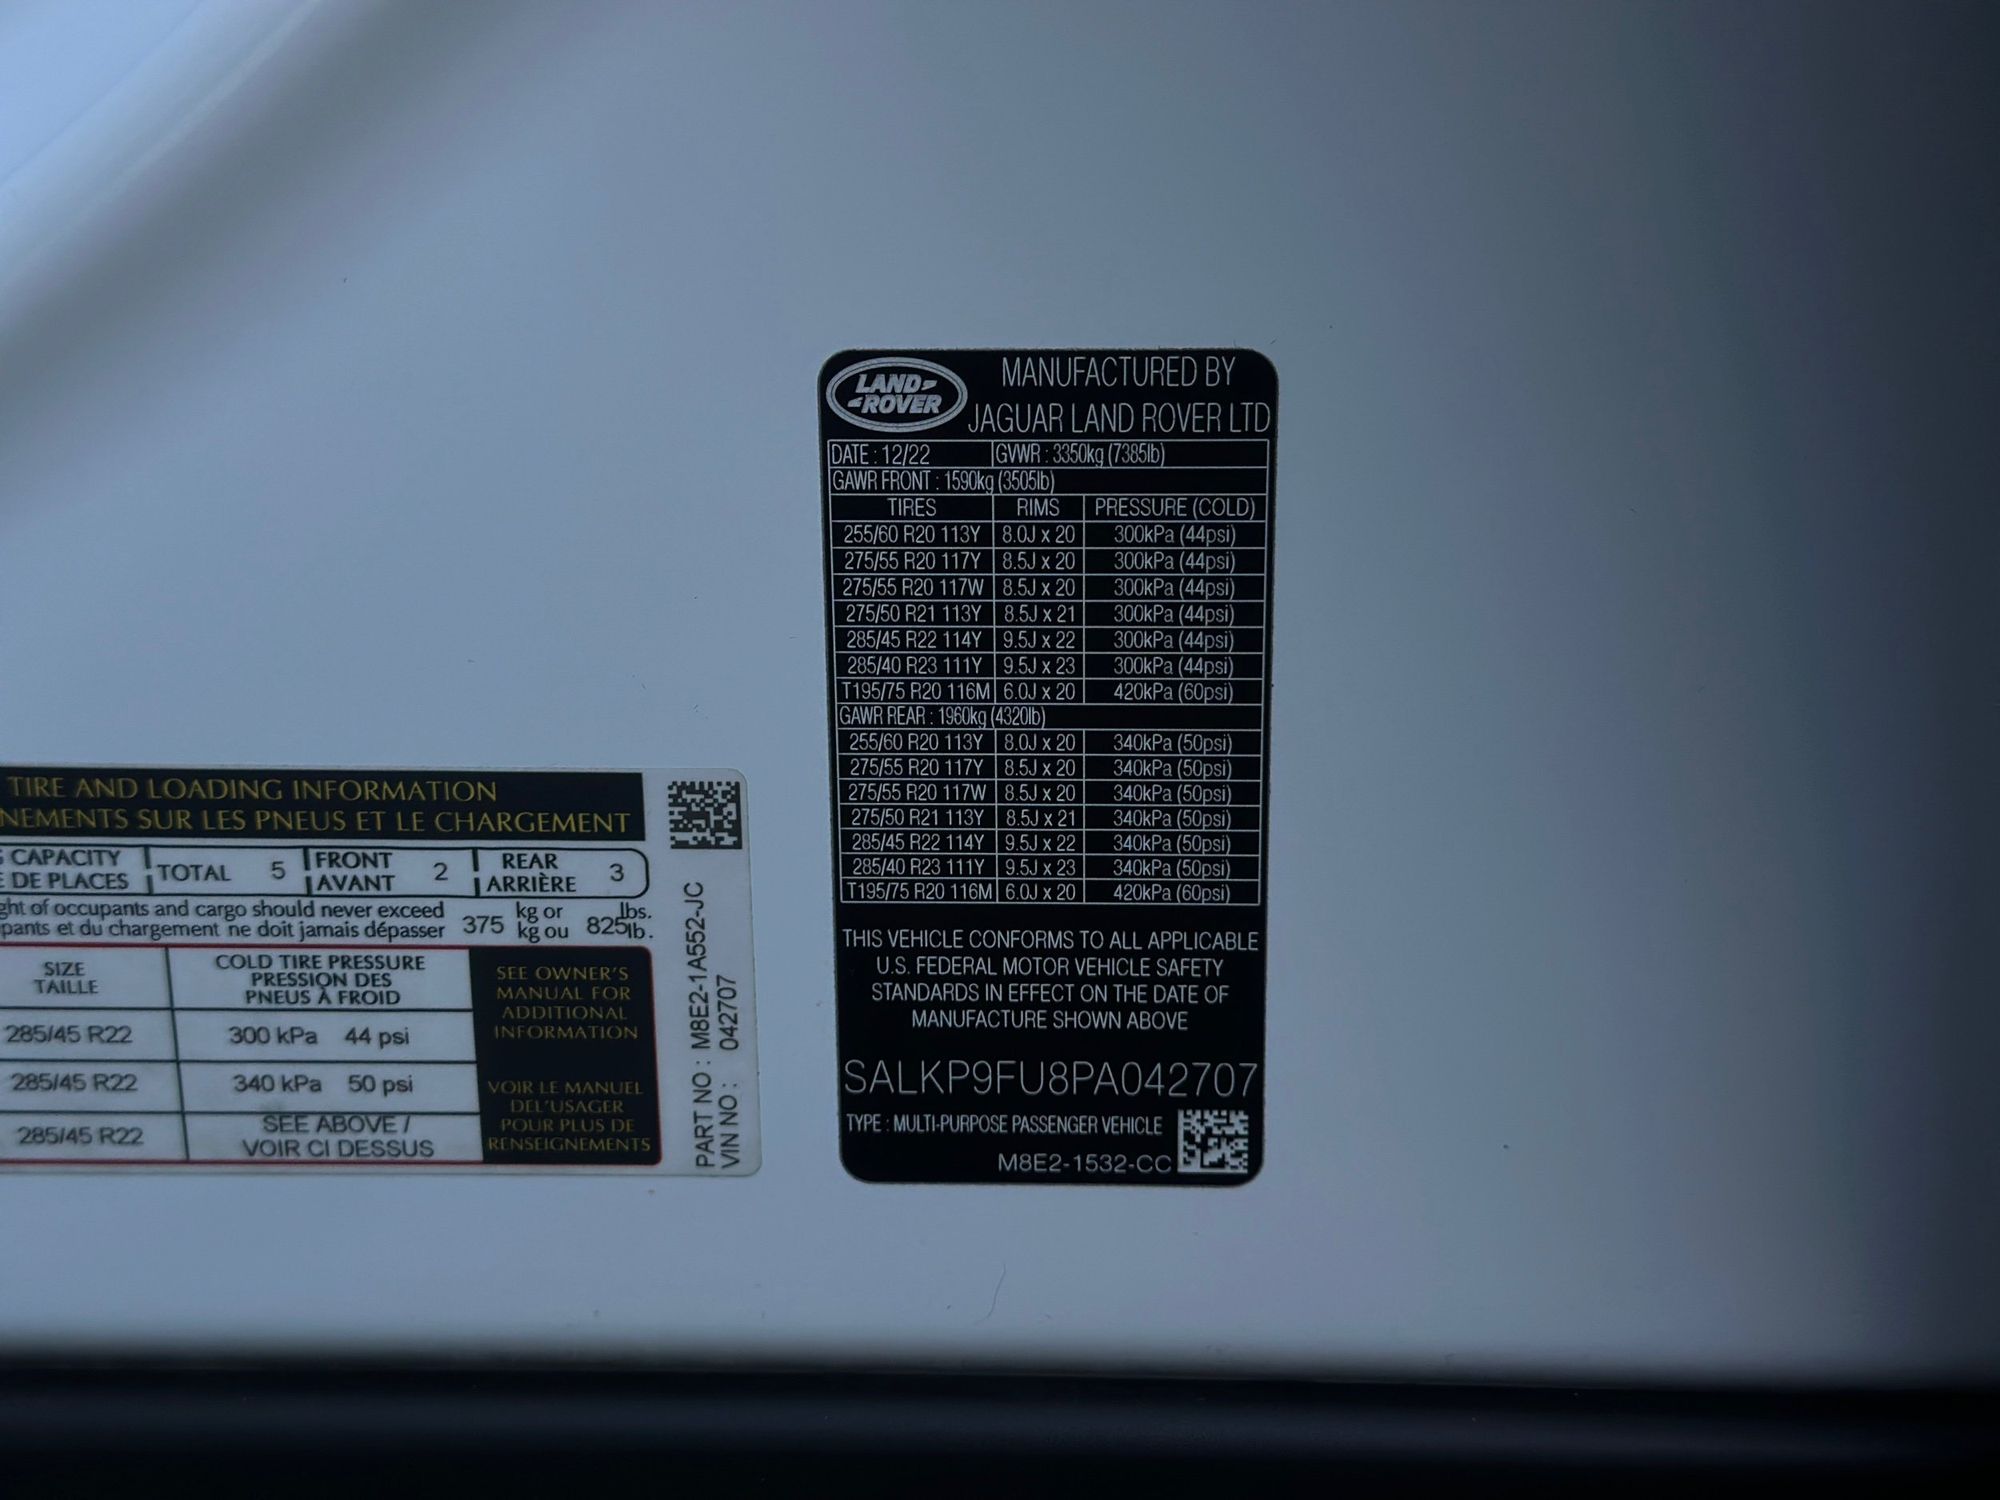 LAND-
-ROVER
MANUFACTURED BY
JAGUAR LAND ROVER LTD
DATE : 12/22 GVWR : 3350kg (7385lb)
GAWR FRONT : 1590kg (3505lb)
TIRES RIMS PRESSURE (COLD)
255/60 R20 113Y 8.0J x 20 300kPa (44psi)
275/55 R20 117Y 8.5J x 20 300kPa (44psi)
275/55 R20 117W 8.5J x 20 300kPa (44psi)
275/50 R21 113Y 8.5J x 21 300kPa (44psi)
285/45 R22 114Y 9.5J x 22 300kPa (44psi)
285/40 R23 111Y 9.5J x 23 300kPa (44psi)
T195/75 R20 116M 6.0J x 20 420kPa (60psi)
GAWR REAR : 1960kg (4320lb)
255/60 R20 113Y 8.0J x 20 340kPa (50psi)
275/55 R20 117Y 8.5J x 20 340kPa (50psi)
275/55 R20 117W 8.5J x 20 340kPa (50psi)
275/50 R21 113Y 8.5J x 21 340kPa (50psi)
285/45 R22 114Y 9.5J x 22 340kPa (50psi)
285/40 R23 111Y 9.5J x 23 340kPa (50psi)
T195/75 R20 116M 6.0J x 20 420kPa (60psi)
THIS VEHICLE CONFORMS TO ALL APPLICABLE
U.S. FEDERAL MOTOR VEHICLE SAFETY
STANDARDS IN EFFECT ON THE DATE OF
MANUFACTURE SHOWN ABOVE
SALKP9FU8PA042707
TYPE : MULTI-PURPOSE PASSENGER VEHICLE
M8E2-1532-CC
TIRE AND LOADING INFORMATION
NEMENTS SUR LES PNEUS ET LE CHARGEMENT
CAPACITY TOTAL 5 FRONT 2 REAR 3
DE PLACES AVANT ARRIÈRE
ght of occupants and cargo should never exceed 375 kg or 825 lbs.
pants et du chargement ne doit jamais dépasser kg ou lb.
SIZE COLD TIRE PRESSURE
TAILLE PRESSION DES
PNEUS À FROID
285/45 R22 300 kPa 44 psi
285/45 R22 340 kPa 50 psi
285/45 R22 SEE ABOVE /
VOIR CI DESSUS
SEE OWNER'S
MANUAL FOR
ADDITIONAL
INFORMATION
VOIR LE MANUEL
DEL'USAGER
POUR PLUS DE
RENSEIGNEMENTS
PART NO : M8E2-1A552-JC
VIN NO : 042707